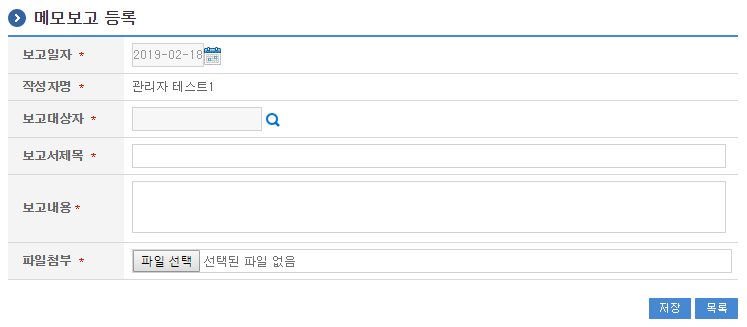 메모보고 등록
보고일자 * 2019-02-18
작성자명 * 관리자 테스트1
보고대상자 *
보고서제목 *
보고내용 *
파일첨부 * 파일 선택 선택된 파일 없음
저장 목록